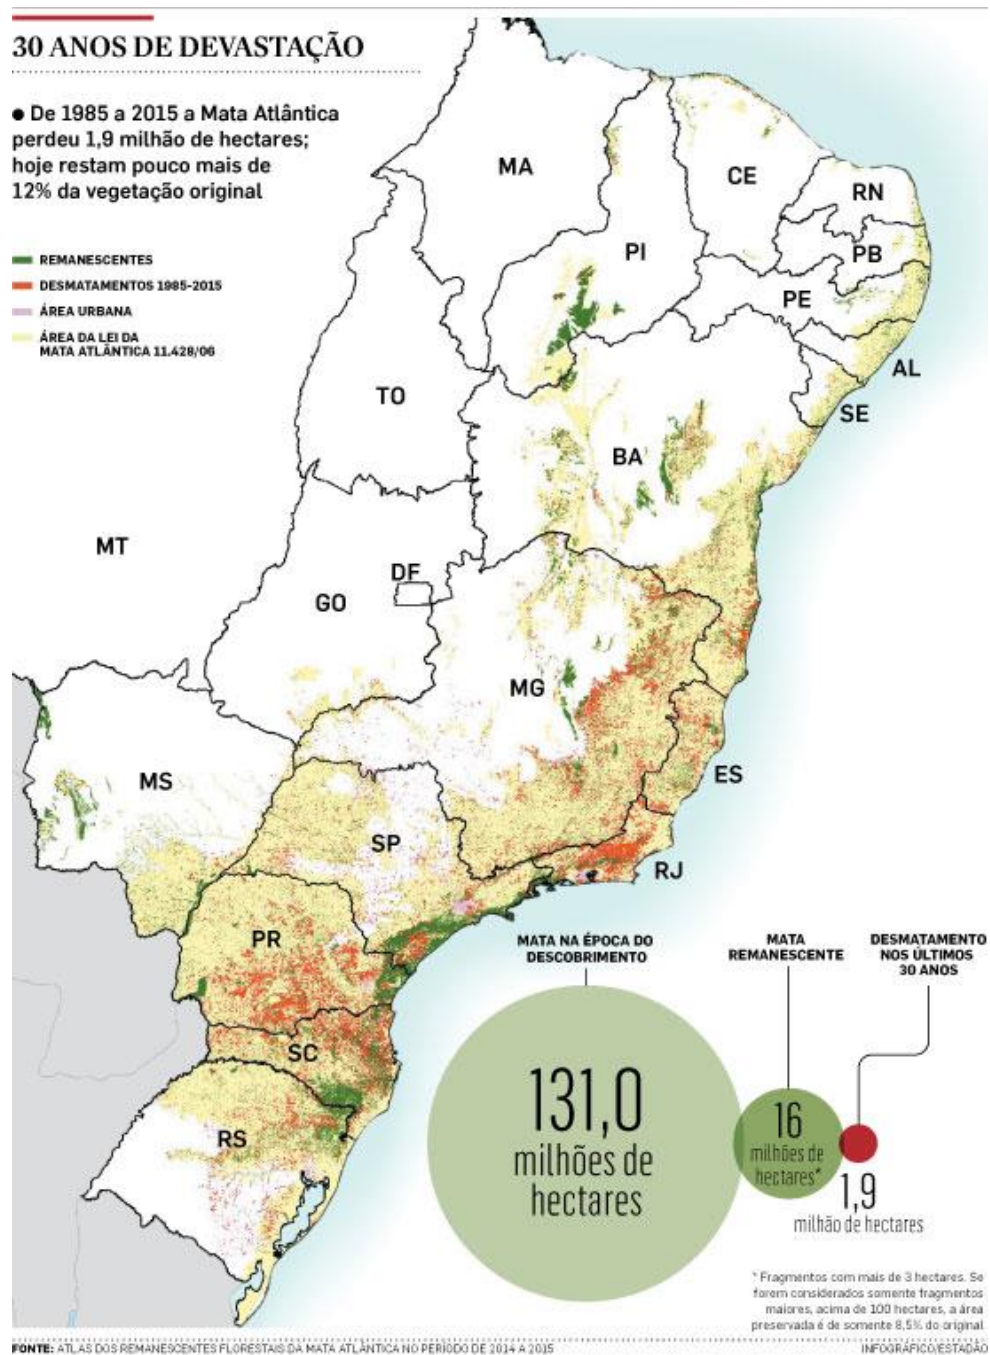 30 ANOS DE DEVASTAÇÃO
● De 1985 a 2015 a Mata Atlântica
perdeu 1,9 milhão de hectares;
hoje restam pouco mais de
12% da vegetação original
REMANESCENTES
DESMATAMENTOS 1985-2015
ÁREA URBANA
ÁREA DA LEI DA
MATA ATLÂNTICA 11.428/06
MA
CE
RN
PB
PI
PE
AL
SE
TO
BA
MT
DF
GO
MG
MS
ES
SP
RJ
PR
SC
RS
MATA NA ÉPOCA DO
DESCOBRIMENTO
131,0
milhões de
hectares
MATA
REMANESCENTE
16
milhões de
hectares*
DESMATAMENTO
NOS ÚLTIMOS
30 ANOS
1,9
milhão de hectares
* Fragmentos com mais de 3 hectares. Se
forem considerados somente fragmentos
maiores, acima de 100 hectares, a área
preservada é de somente 8,5% do original
FONTE: ATLAS DOS REMANESCENTES FLORESTAIS DA MATA ATLÂNTICA NO PERÍODO DE 2014 A 2015
INFOGRÁFICO/ESTADÃO